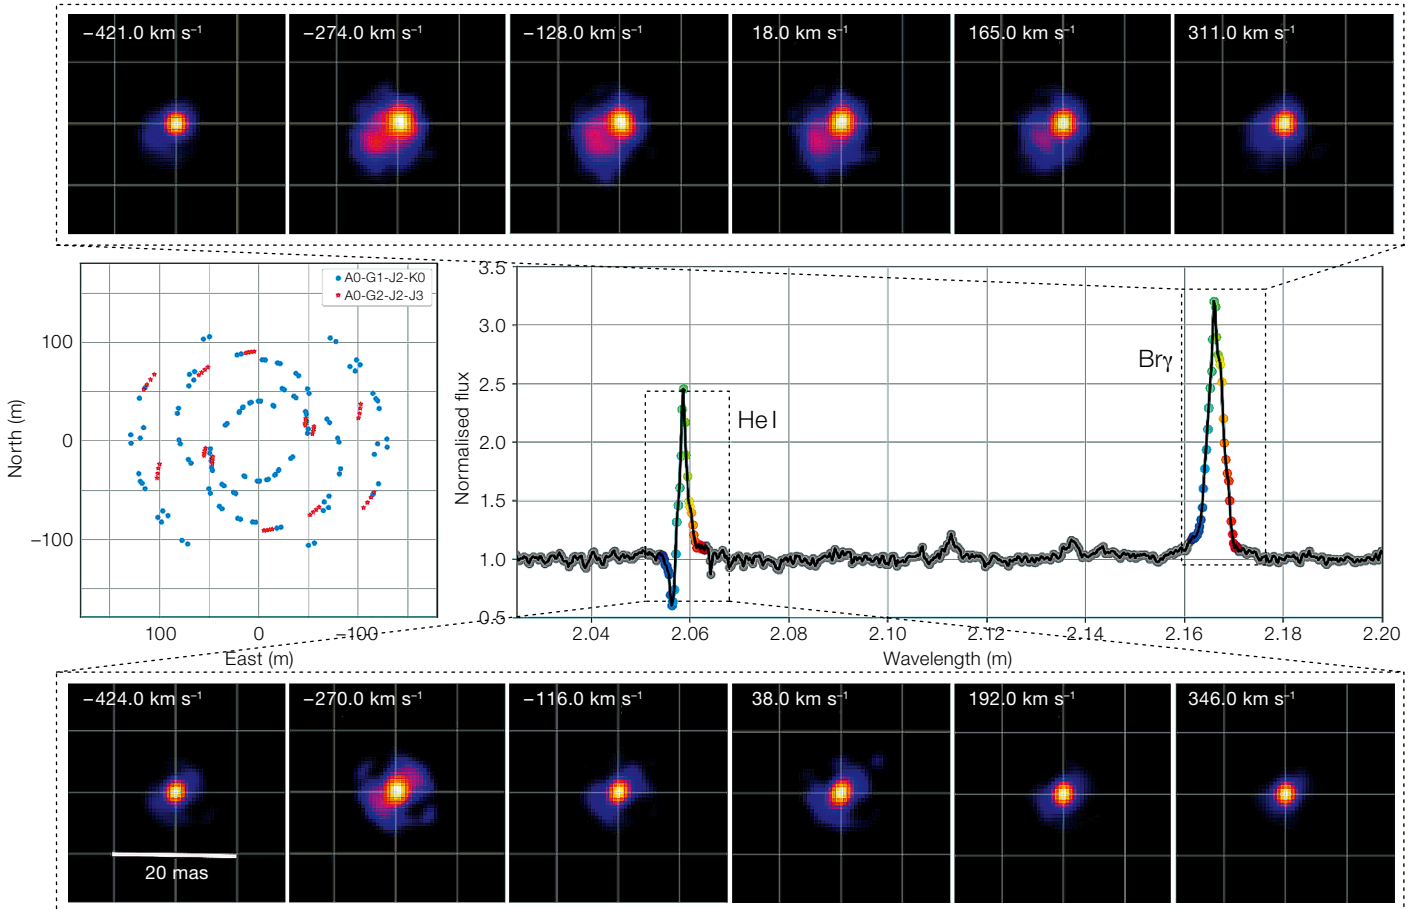 −421.0 km s⁻¹
−274.0 km s⁻¹
−128.0 km s⁻¹
18.0 km s⁻¹
165.0 km s⁻¹
311.0 km s⁻¹
A0-G1-J2-K0
A0-G2-J2-J3
100
0
−100
North (m)
100
0
−100
East (m)
3.5
3.0
2.5
2.0
1.5
1.0
0.5
Normalised flux
He I
Brγ
2.04
2.06
2.08
2.10
2.12
2.14
2.16
2.18
2.20
Wavelength (m)
−424.0 km s⁻¹
−270.0 km s⁻¹
−116.0 km s⁻¹
38.0 km s⁻¹
192.0 km s⁻¹
346.0 km s⁻¹
20 mas